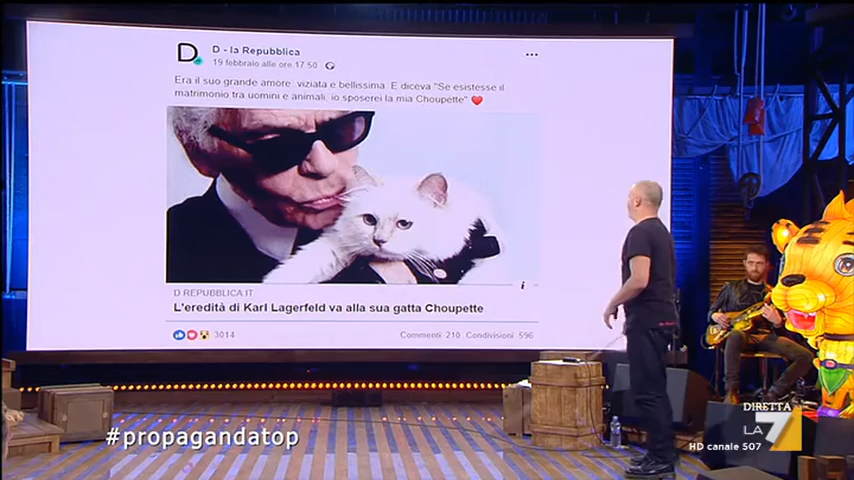 D
D - la Repubblica
19 febbraio alle ore 17:50
Era il suo grande amore: viziata e bellissima. E diceva "Se esistesse il
matrimonio tra uomini e animali, io sposerei la mia Choupette"
i
D.REPUBBLICA.IT
L'eredità di Karl Lagerfeld va alla sua gatta Choupette
3014
Commenti: 210 Condivisioni: 596
#propagandatop
DIRETTA
LA 7
HD canale 507